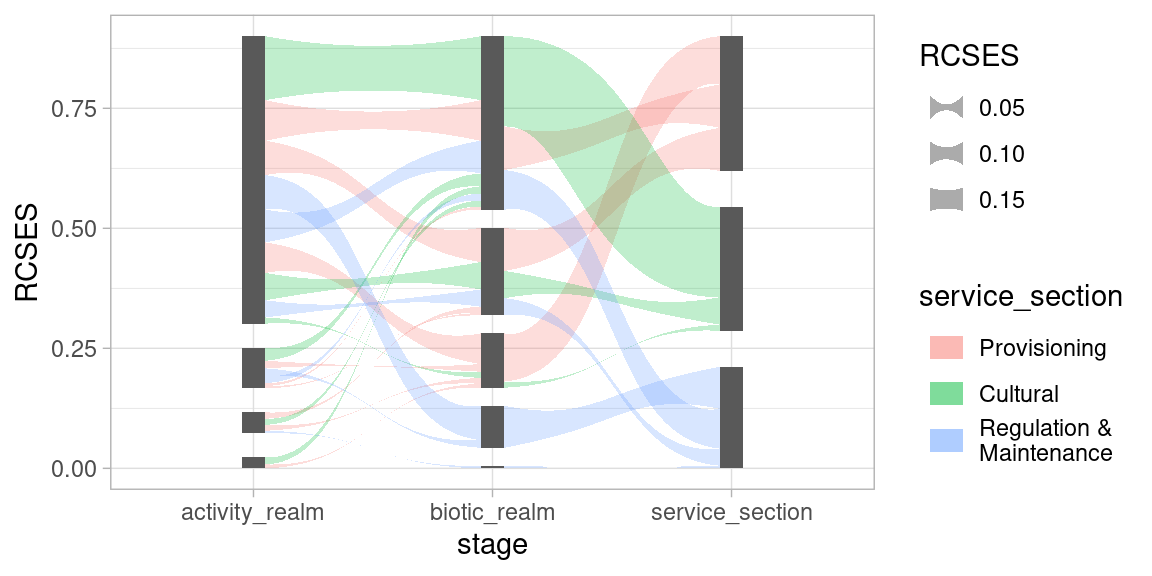 RCSES
0.75
0.50
0.25
0.00
activity_realm
biotic_realm
service_section
stage
RCSES
0.05
0.10
0.15
service_section
Provisioning
Cultural
Regulation &
Maintenance